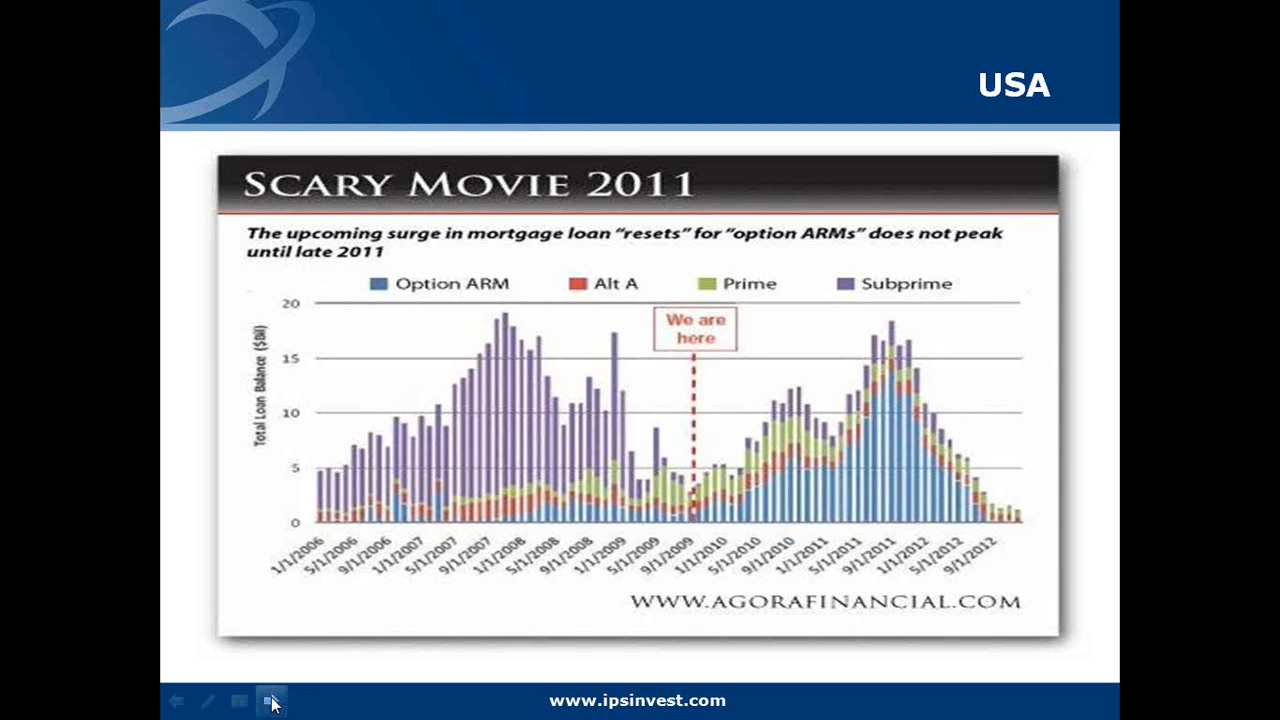 USA
SCARY MOVIE 2011
The upcoming surge in mortgage loan “resets” for “option ARMs” does not peak
until late 2011
Option ARM Alt A Prime Subprime
Total Loan Balance ($Bil)
20
15
10
5
0
We are
here
1/1/2006 5/1/2006 9/1/2006 1/1/2007 5/1/2007 9/1/2007 1/1/2008 5/1/2008 9/1/2008 1/1/2009 5/1/2009 9/1/2009 1/1/2010 5/1/2010 9/1/2010 1/1/2011 5/1/2011 9/1/2011 1/1/2012 5/1/2012 9/1/2012
WWW.AGORAFINANCIAL.COM
www.ipsinvest.com